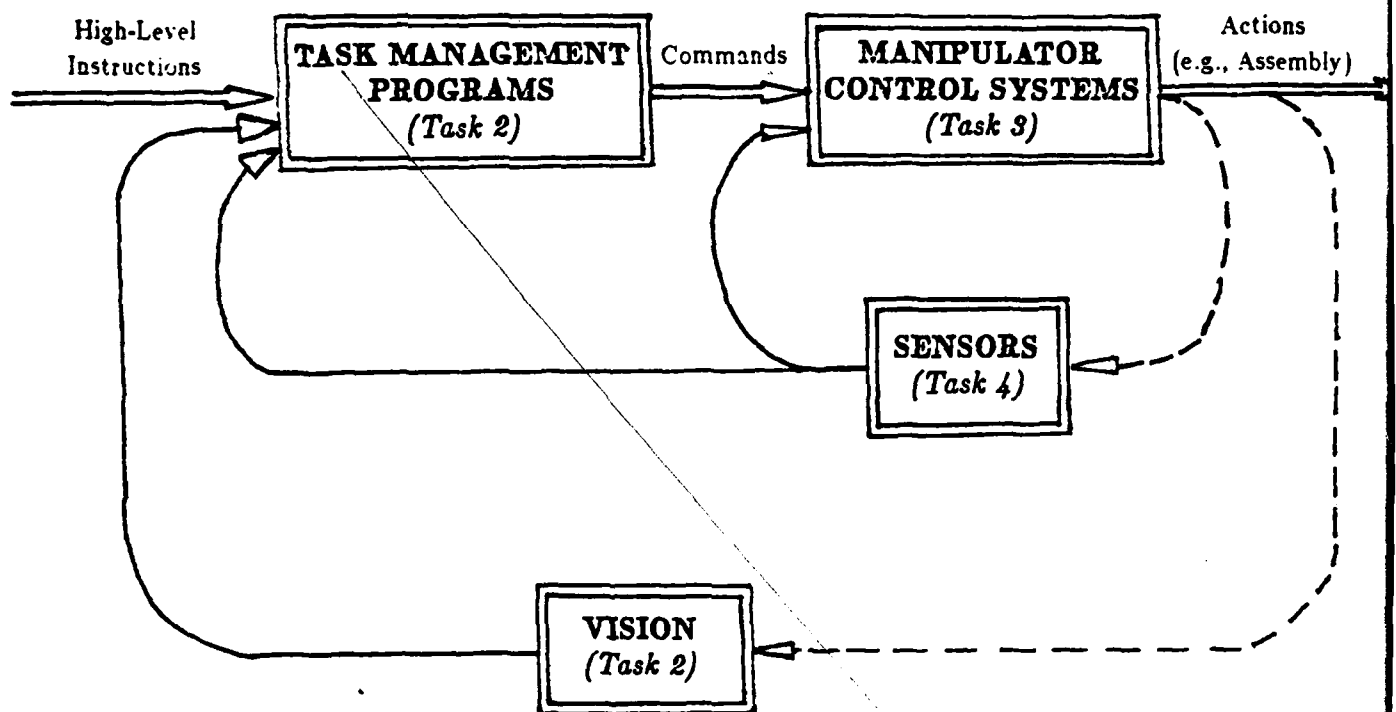 High-Level
Instructions
TASK MANAGEMENT
PROGRAMS
(Task 2)
Commands
MANIPULATOR
CONTROL SYSTEMS
(Task 3)
Actions
(e.g., Assembly)
SENSORS
(Task 4)
VISION
(Task 2)